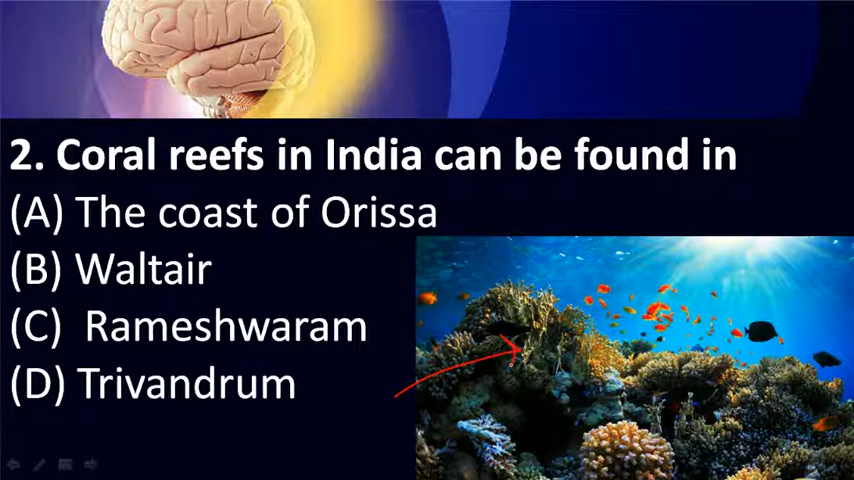 2. Coral reefs in India can be found in
(A) The coast of Orissa
(B) Waltair
(C) Rameshwaram
(D) Trivandrum